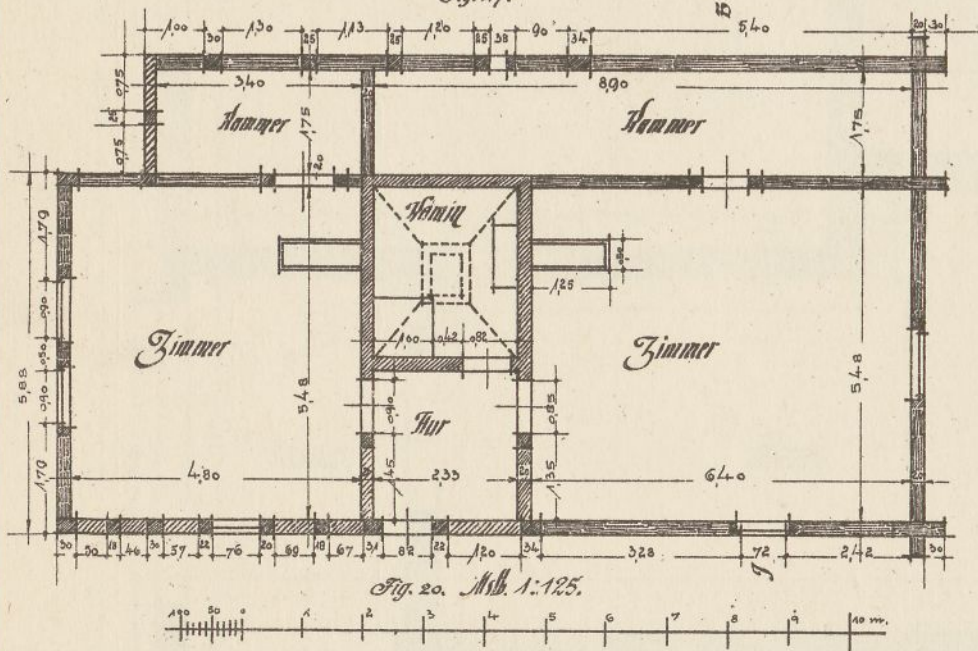 1,00 30 1,30 25 1,13 25 1,20 25 38 90 34 5,40 20 30
3,40 8,90
0,75 25 0,75
Kammer 1,75 Kammer 1,75
20
Kamin
1,79 0,90 0,50 0,90 1,79
5,88
1,25
1,00 0,42 0,82
Zimmer Zimmer
5,48 5,48
Flur
0,90 0,85
1,45 1,35
4,80 2,33 6,40
30 50 18 46 30 57 22 76 20 69 18 67 31 82 22 1,20 34 3,28 72 2,42 30
Fig. 20. Mstb. 1:125.
100 50 0 1 2 3 4 5 6 7 8 9 10 m.